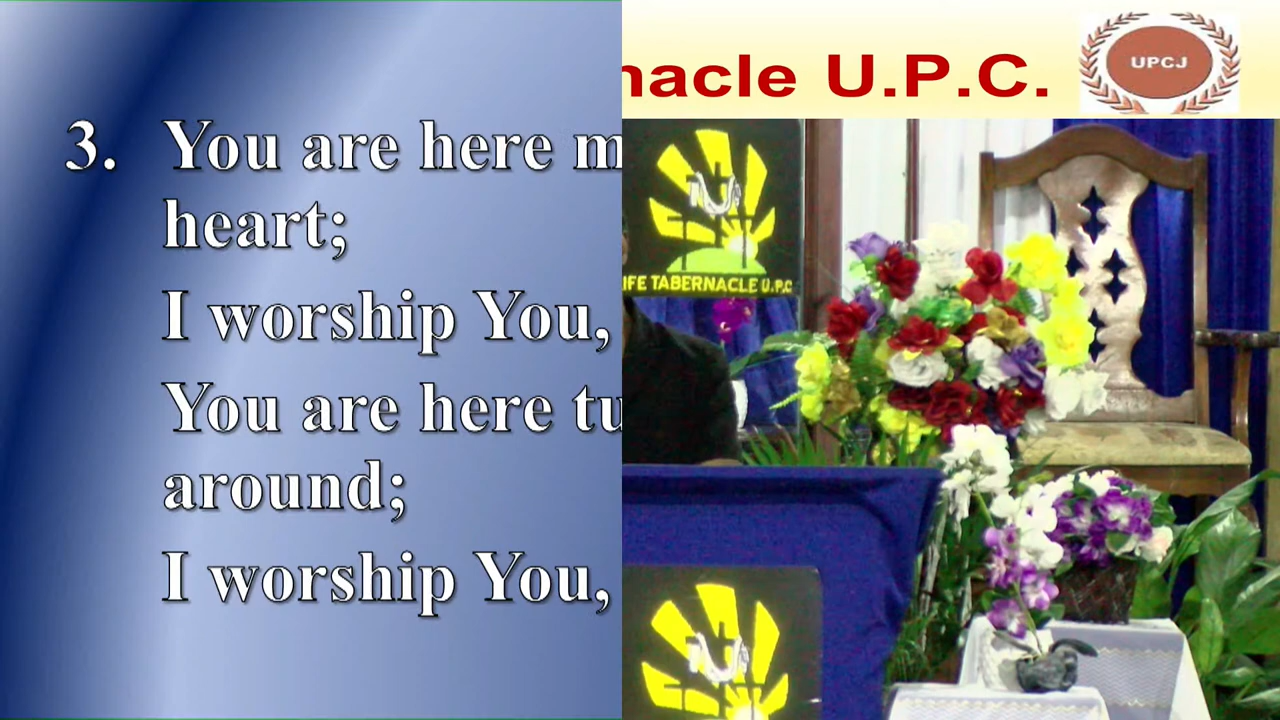 3. You are here m
heart;
I worship You,
You are here tu
around;
I worship You,
nacle U.P.C.
UPCJ
IFE TABERNACLE U.P.C